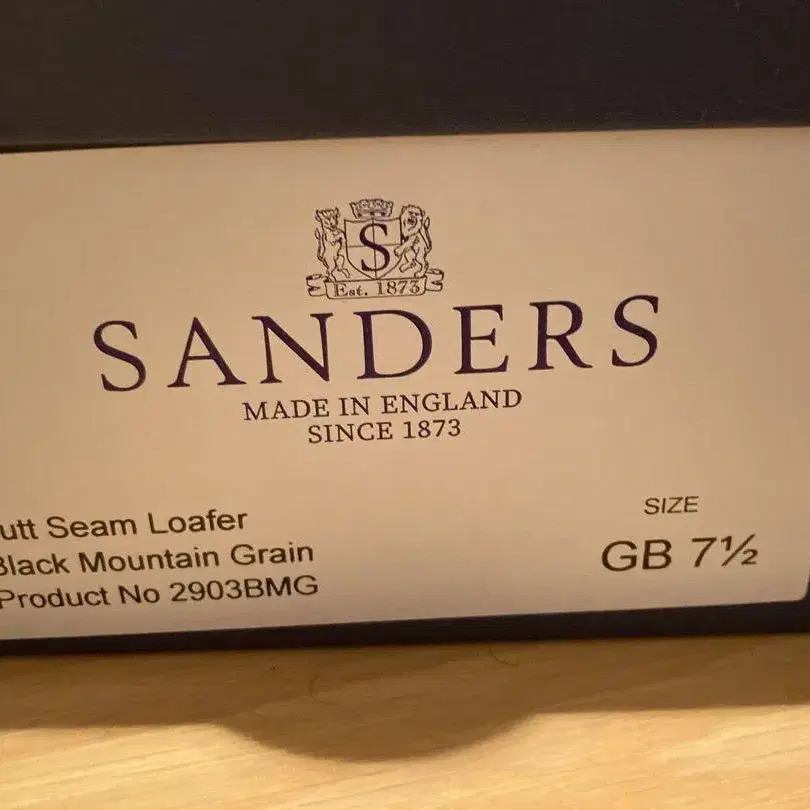 S
Est. 1873
SANDERS
MADE IN ENGLAND
SINCE 1873
utt Seam Loafer
Black Mountain Grain
Product No 2903BMG
SIZE
GB 7½